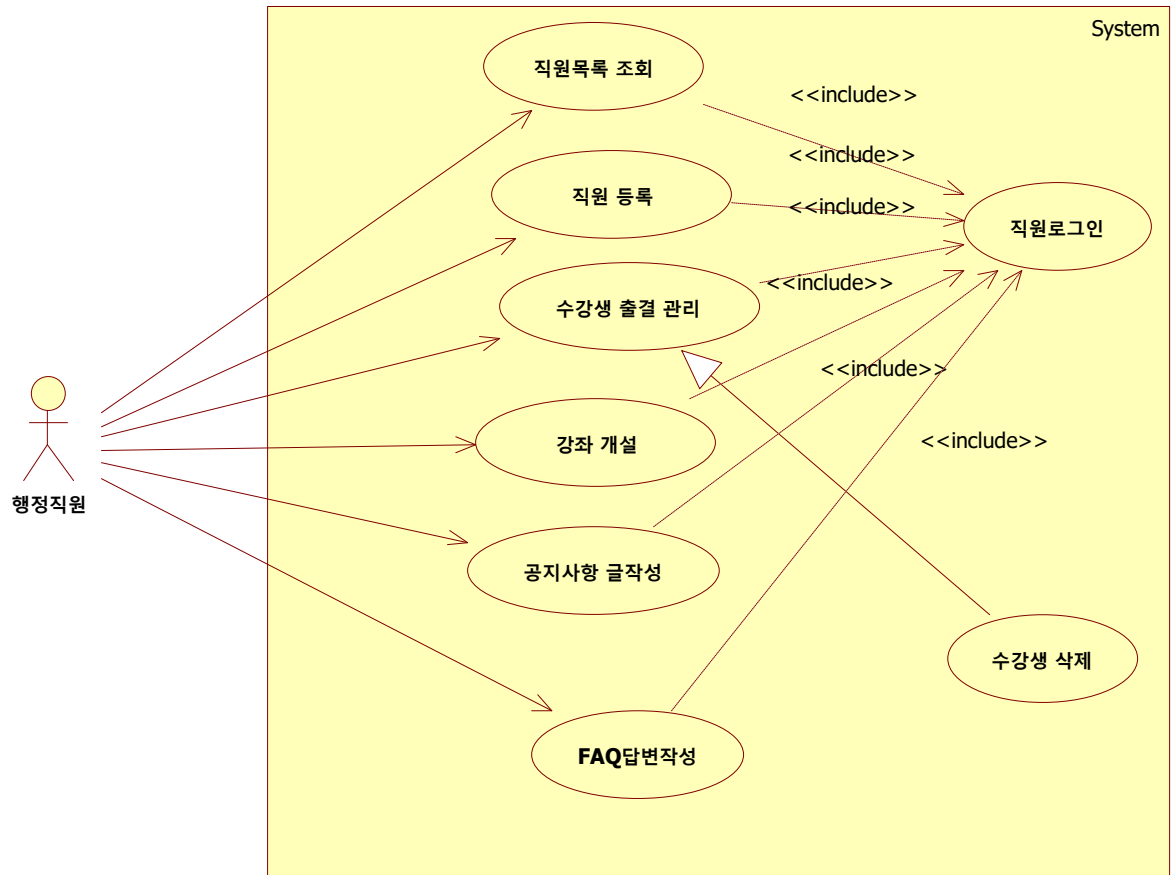 System
직원목록 조회
<<include>>
<<include>>
직원 등록
<<include>>
직원로그인
<<include>>
수강생 출결 관리
<<include>>
강좌 개설
<<include>>
행정직원
공지사항 글작성
수강생 삭제
FAQ답변작성